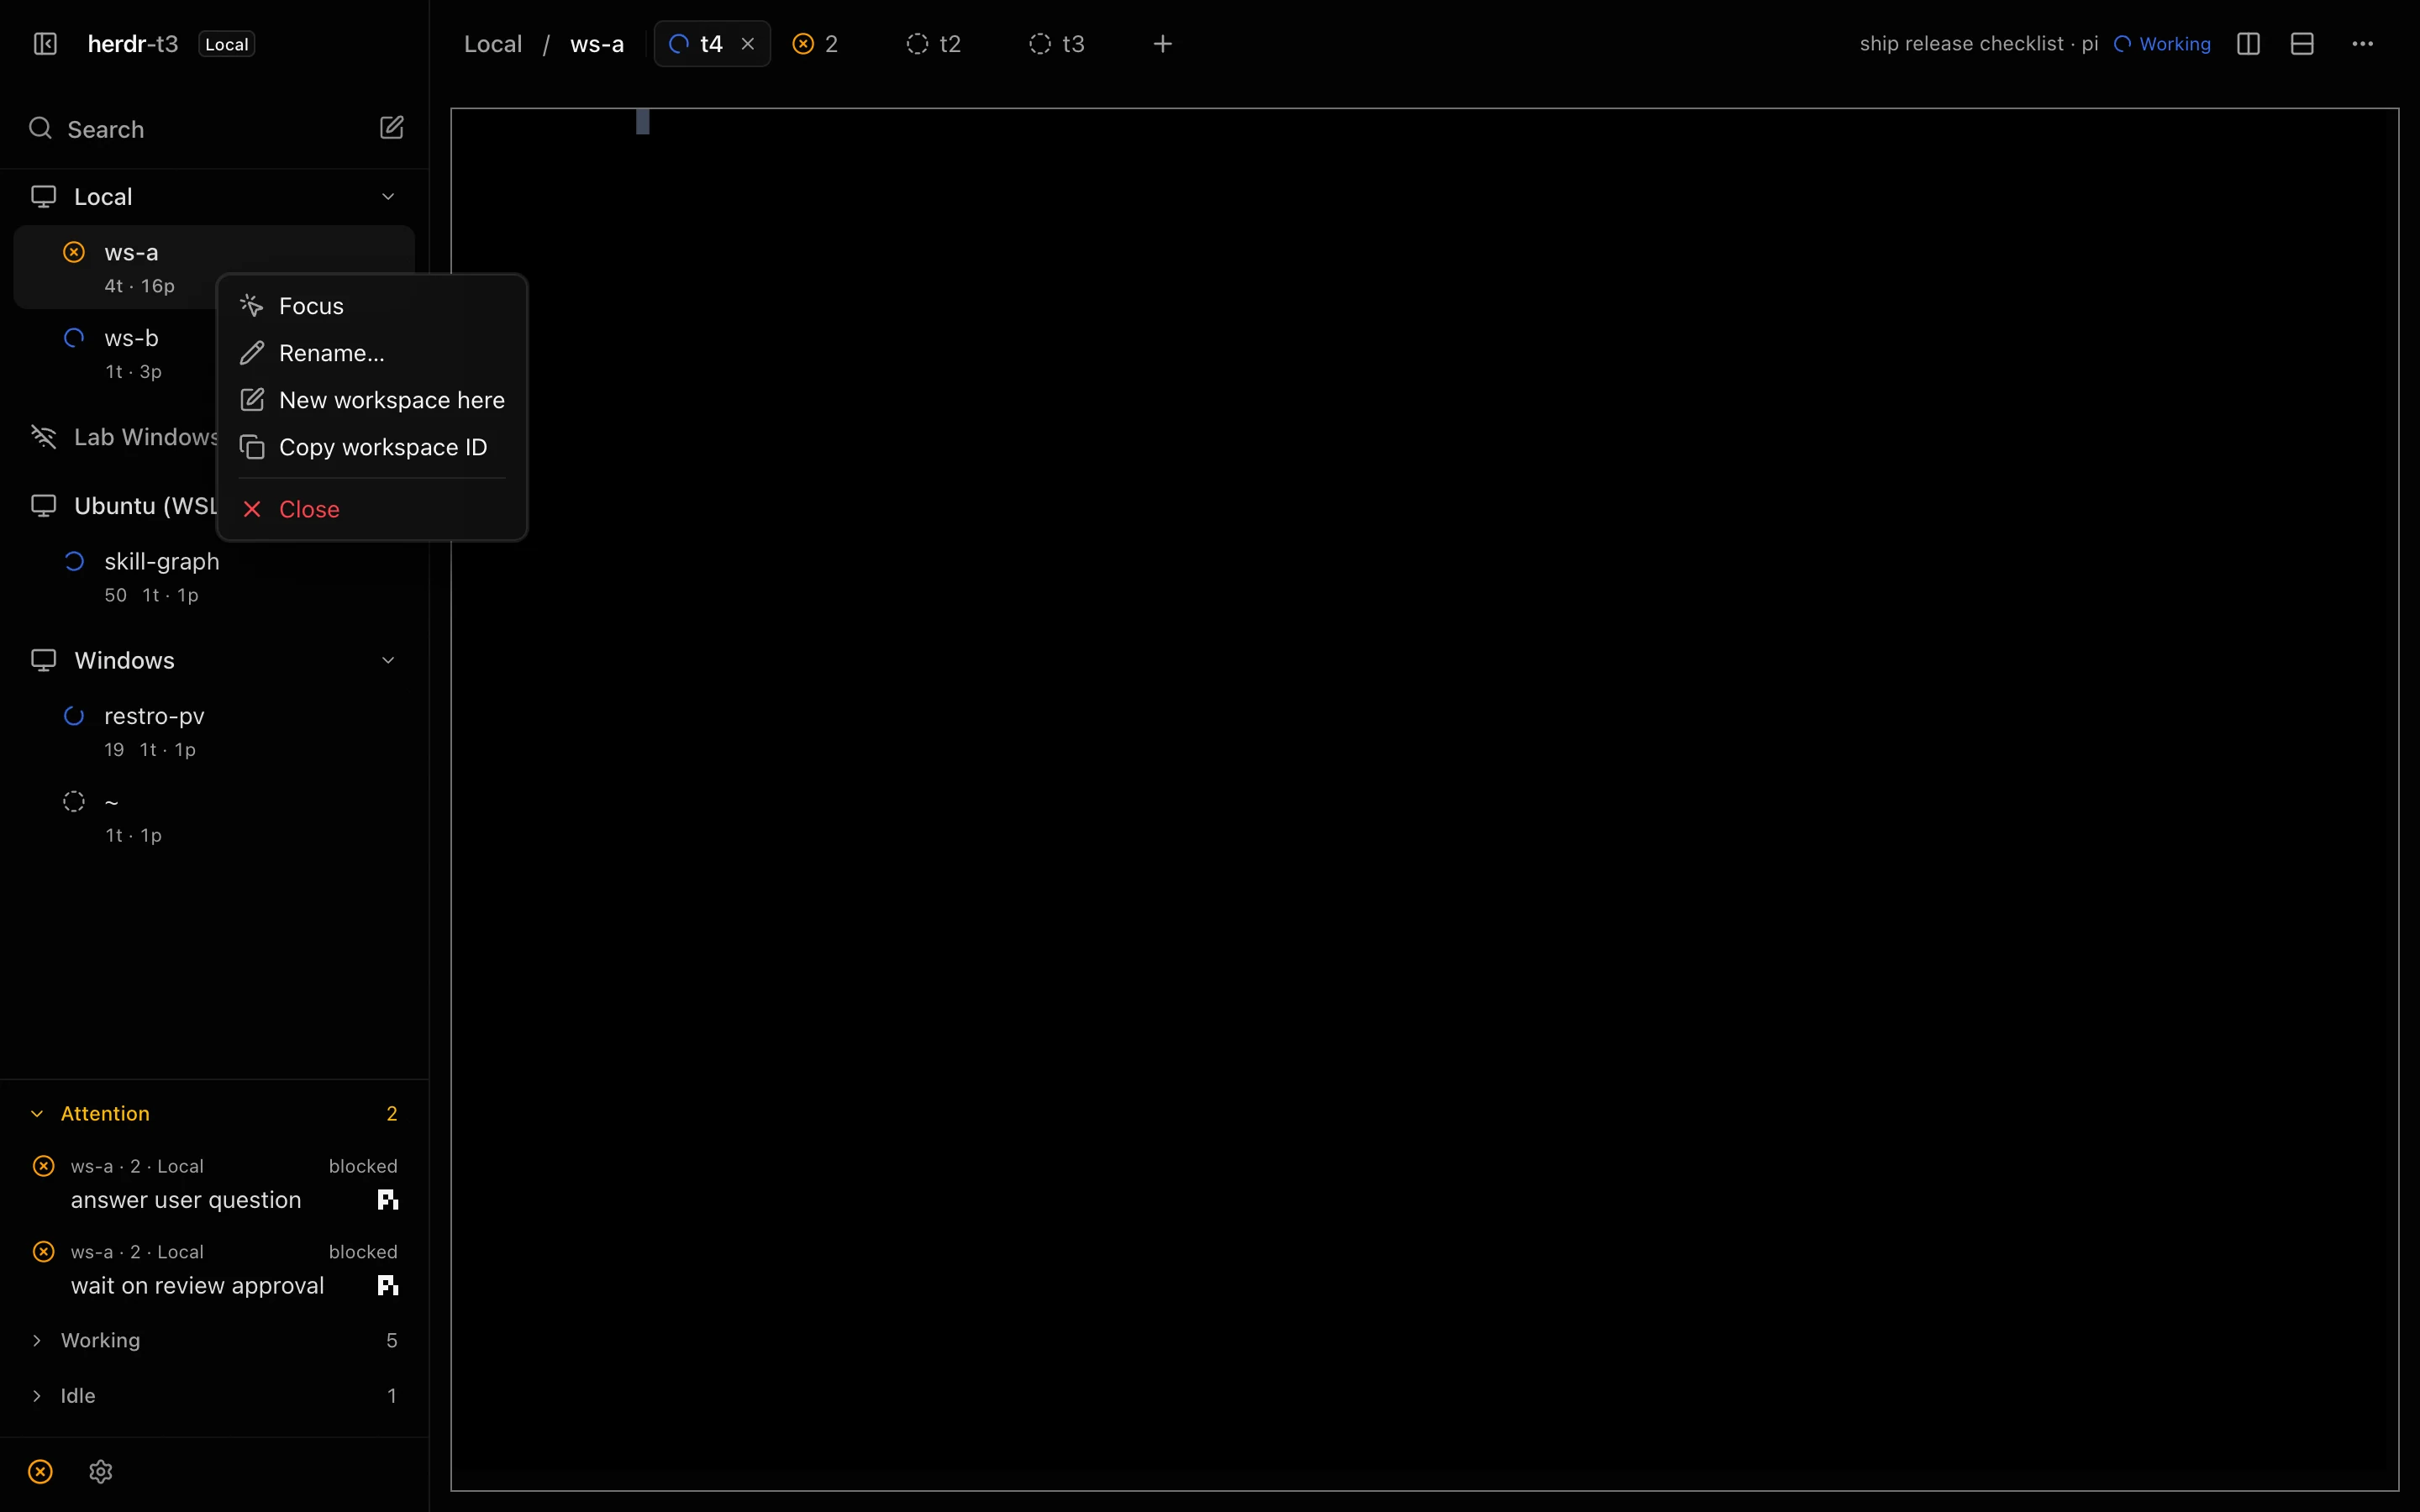 herdr-t3 Local
Search
Local
ws-a
4t · 16p
ws-b
1t · 3p
Lab Windows
Ubuntu (WSL
skill-graph
50 1t · 1p
Windows
restro-pv
19 1t · 1p
~
1t · 1p
Focus
Rename...
New workspace here
Copy workspace ID
Close
Attention 2
ws-a · 2 · Local blocked
answer user question
ws-a · 2 · Local blocked
wait on review approval
Working 5
Idle 1
Local / ws-a t4 2 t2 t3
ship release checklist · pi Working